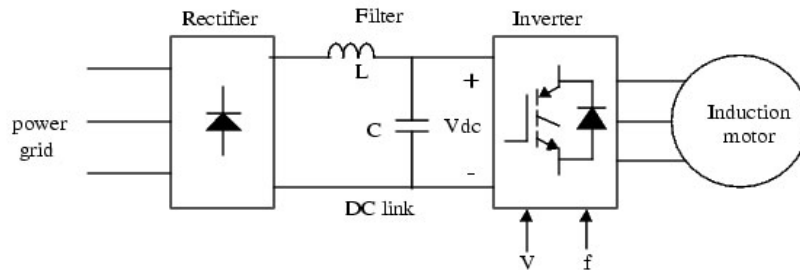 Rectifier
Filter
Inverter
L
+
power
grid
C
Vdc
Induction
motor
-
DC link
V
f